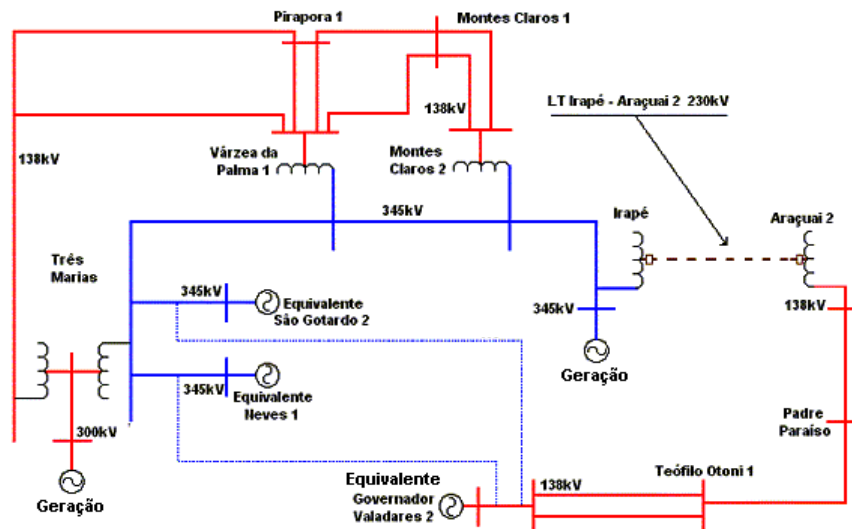 Pirapora 1
Montes Claros 1
LT Irapé - Araçuai 2 230kV
138kV
138kV
Várzea da
Palma 1
Montes
Claros 2
345kV
Irapé
Araçuai 2
Três
Marias
345kV
Equivalente
São Gotardo 2
345kV
138kV
Geração
345kV
Equivalente
Neves 1
300kV
Padre
Paraíso
Geração
Equivalente
Governador
Valadares 2
138kV
Teófilo Otoni 1